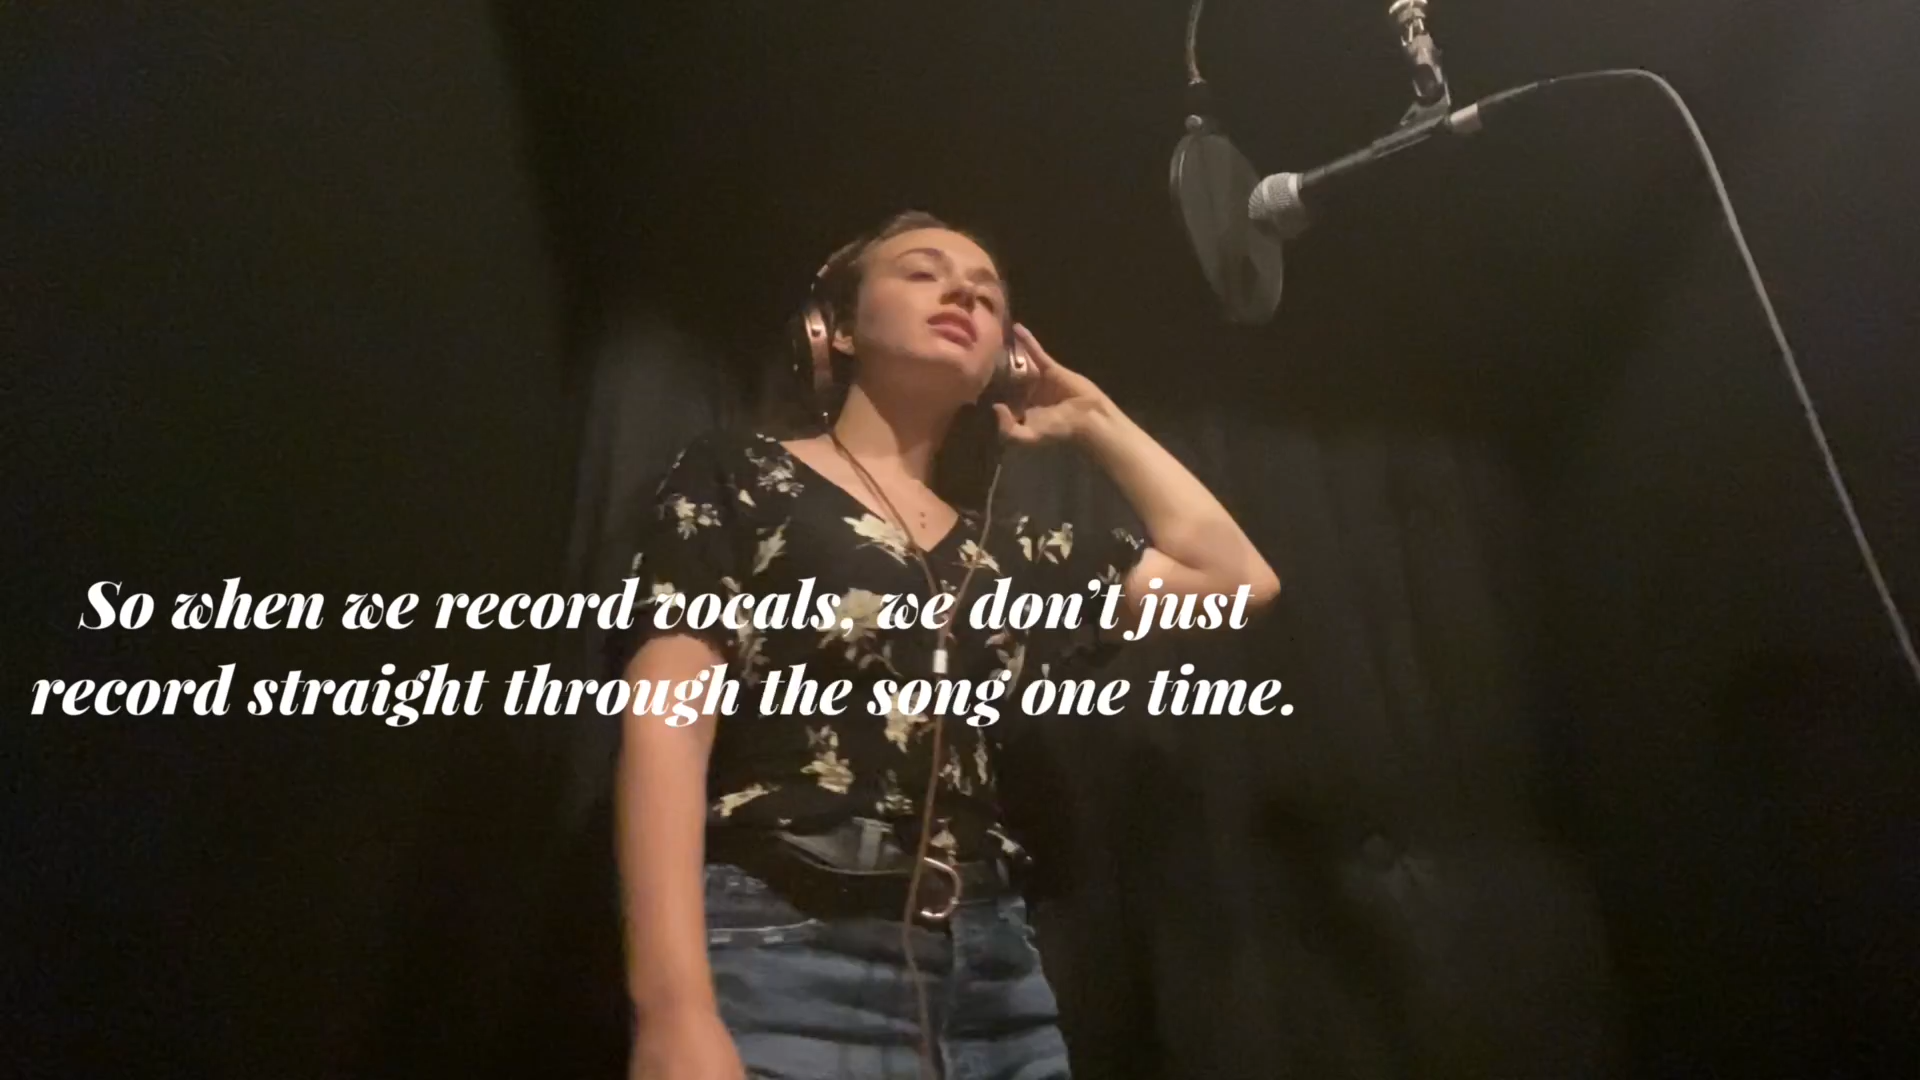 So when we record vocals, we don’t just
record straight through the song one time.